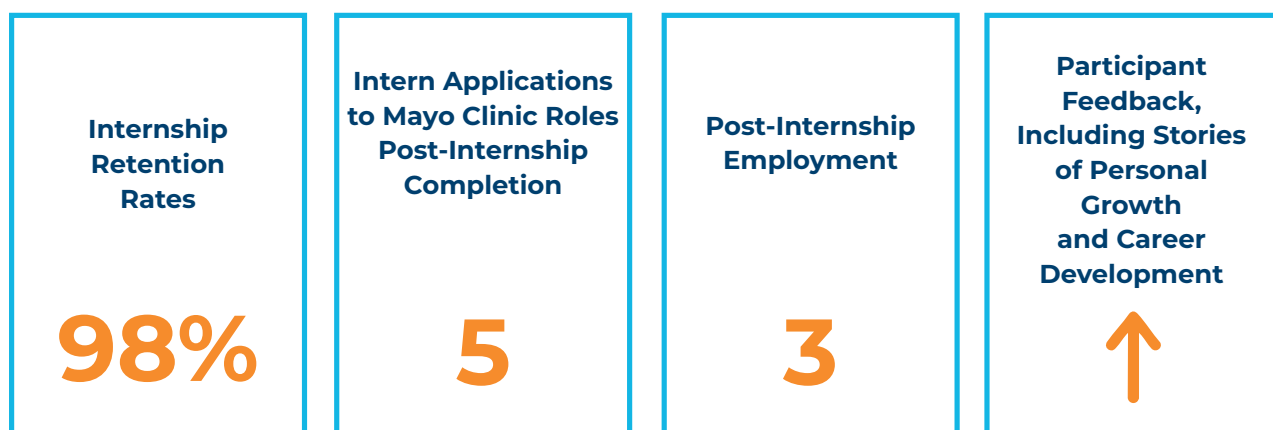 Internship
Retention
Rates
98%
Intern Applications
to Mayo Clinic Roles
Post-Internship
Completion
5
Post-Internship
Employment
3
Participant
Feedback,
Including Stories
of Personal
Growth
and Career
Development